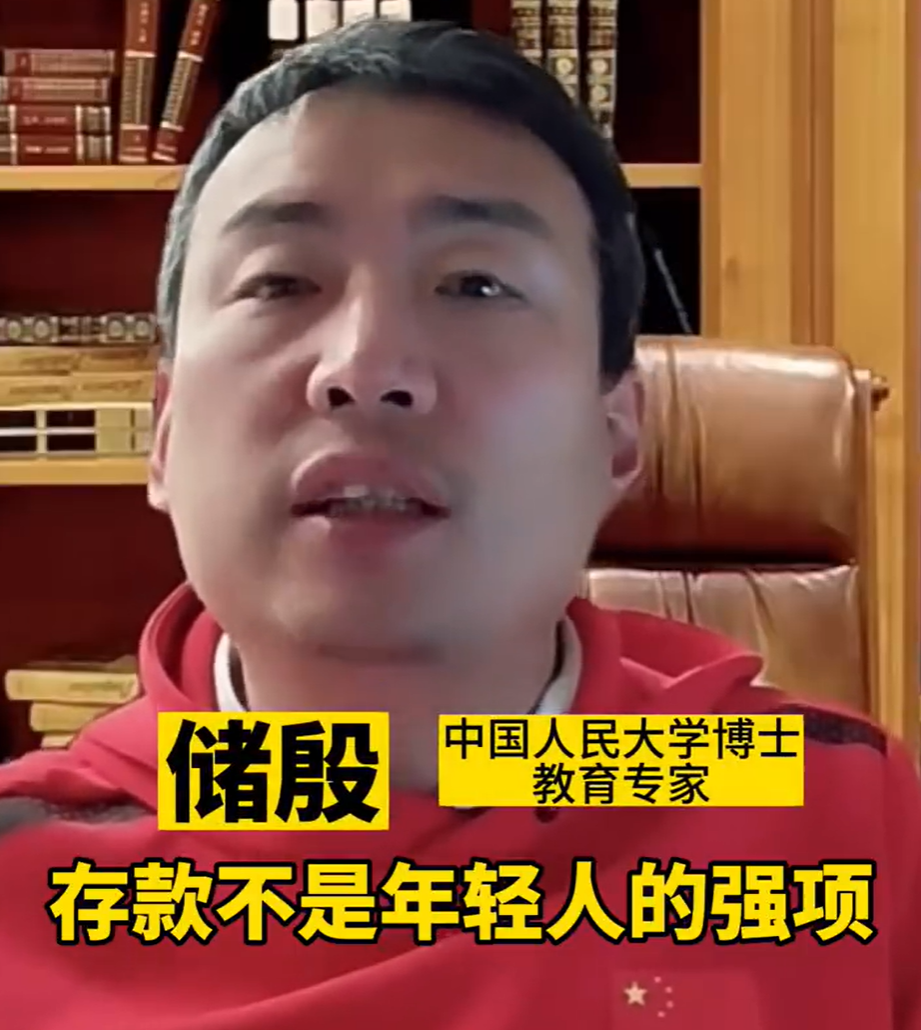 储殷
中国人民大学博士
教育专家
存款不是年轻人的强项